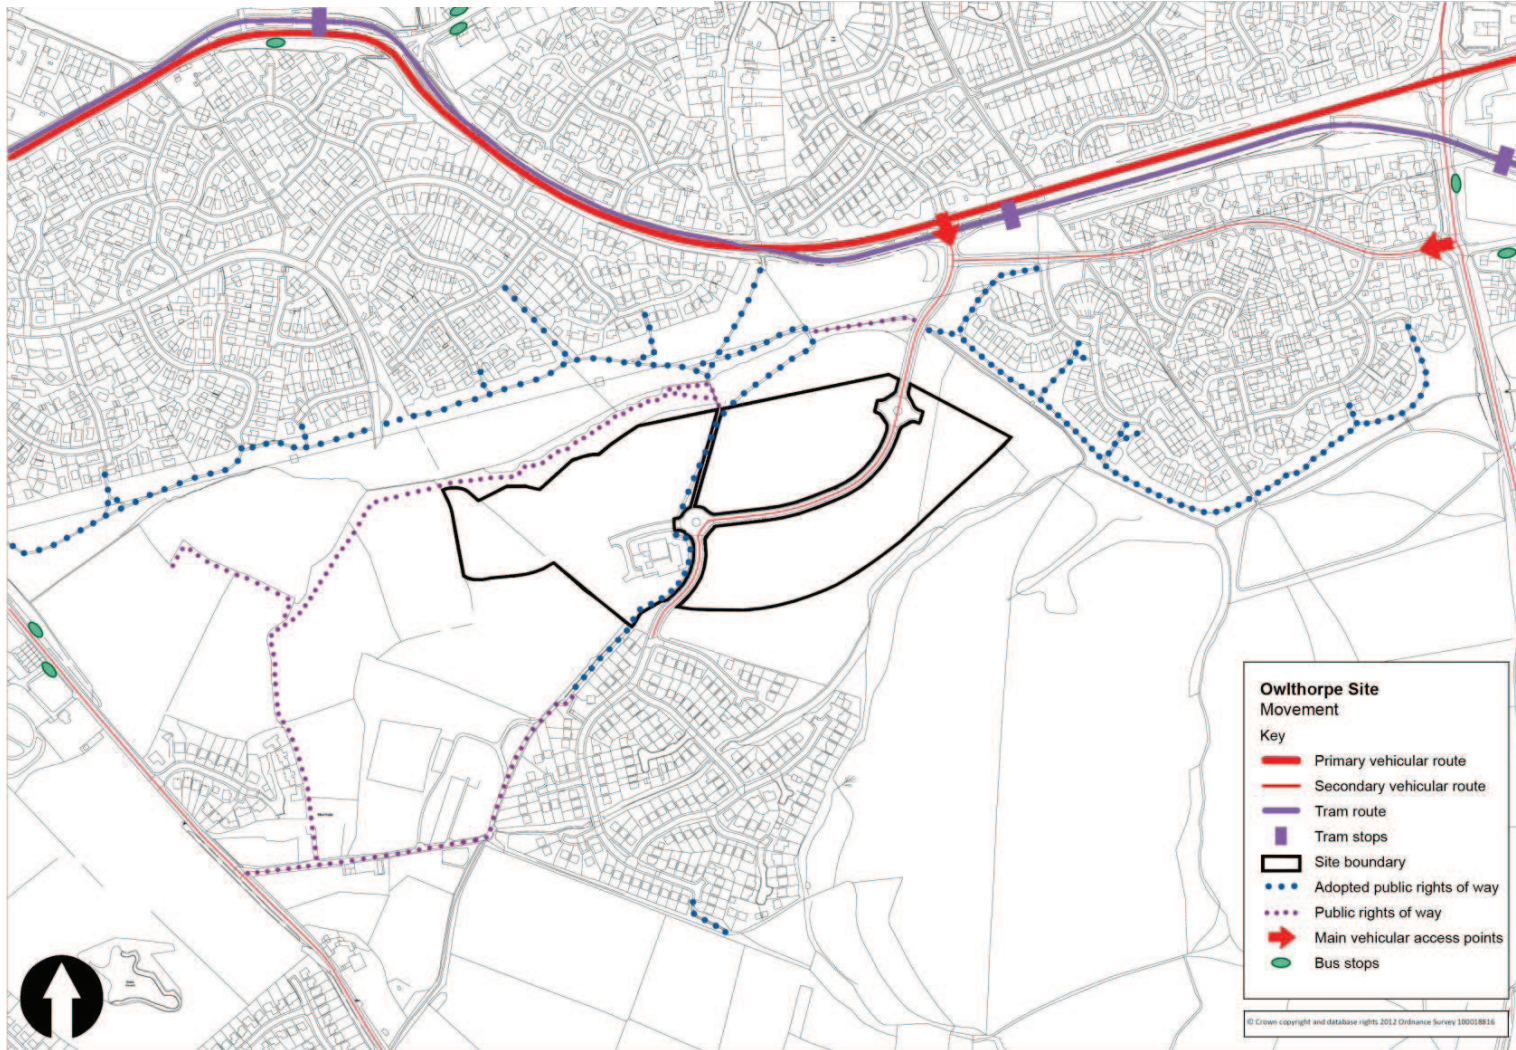 Owlthorpe Site
Movement
Key
Primary vehicular route
Secondary vehicular route
Tram route
Tram stops
Site boundary
Adopted public rights of way
Public rights of way
Main vehicular access points
Bus stops
© Crown copyright and database rights 2012 Ordnance Survey 100018816